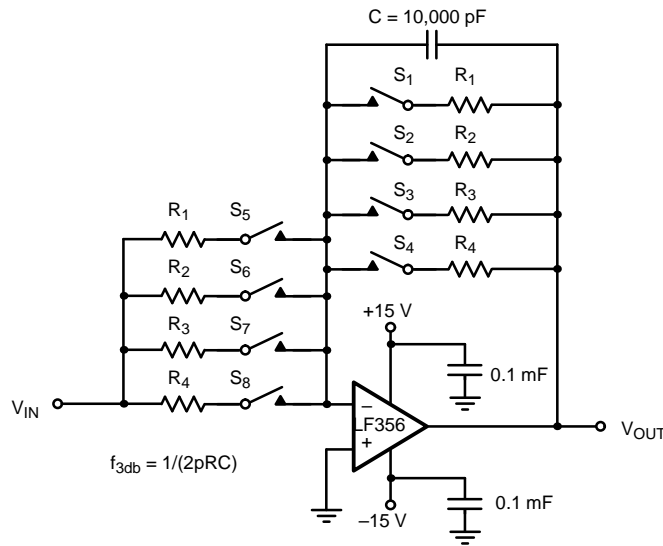 C = 10,000 pF
S1 R1
S2 R2
S3 R3
S4 R4
R1 S5
R2 S6
R3 S7
R4 S8
+15 V
0.1 mF
VIN
–
LF356
+
VOUT
f3db = 1/(2pRC)
–15 V
0.1 mF